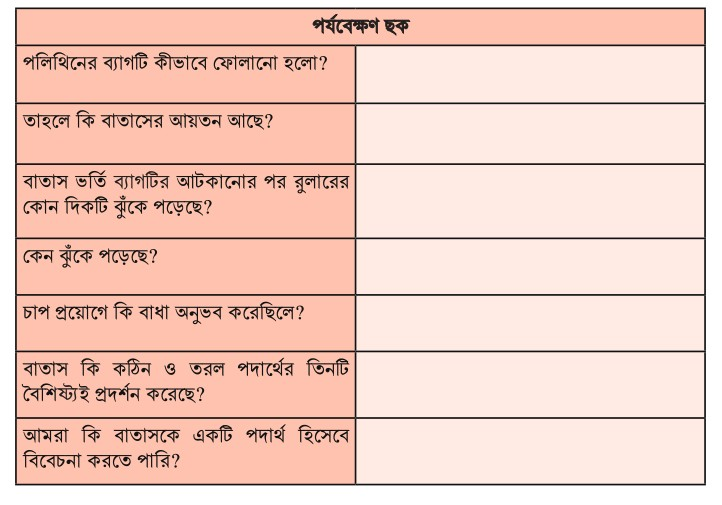 পর্যবেক্ষণ ছক
পলিথিনের ব্যাগটি কীভাবে ফোলানো হলো?
তাহলে কি বাতাসের আয়তন আছে?
বাতাস ভর্তি ব্যাগটির আটকানোর পর রুলারের
কোন দিকটি ঝুঁকে পড়েছে?
কেন ঝুঁকে পড়েছে?
চাপ প্রয়োগে কি বাধা অনুভব করেছিলে?
বাতাস কি কঠিন ও তরল পদার্থের তিনটি
বৈশিষ্ট্যই প্রদর্শন করেছে?
আমরা কি বাতাসকে একটি পদার্থ হিসেবে
বিবেচনা করতে পারি?